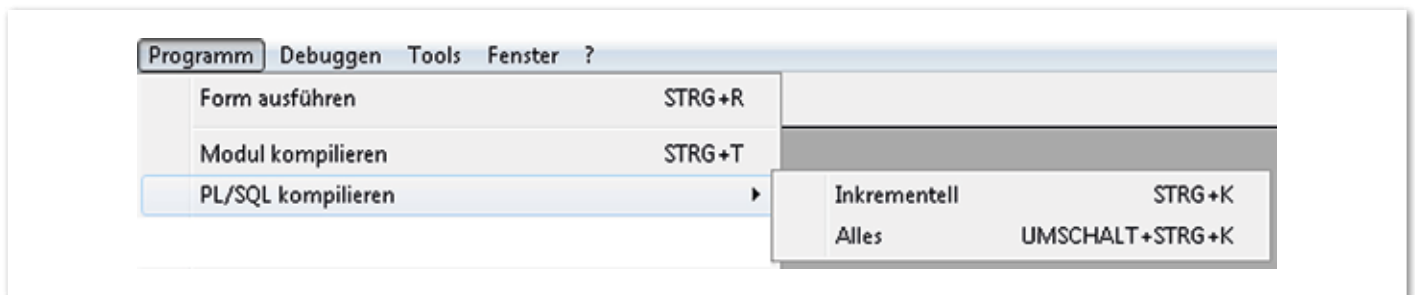 Programm Debuggen Tools Fenster ?
Form ausführen STRG+R
Modul kompilieren STRG+T
PL/SQL kompilieren
Inkrementell STRG+K
Alles UMSCHALT+STRG+K